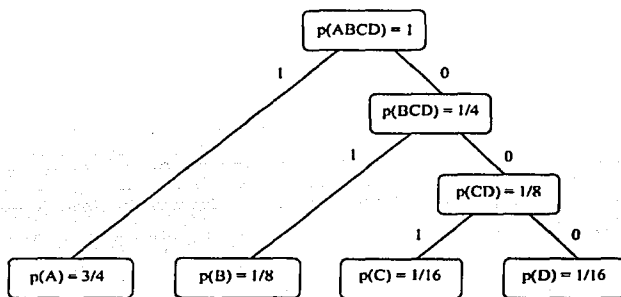 p(ABCD) = 1
1
0
p(BCD) = 1/4
1
0
p(CD) = 1/8
1
0
p(A) = 3/4
p(B) = 1/8
p(C) = 1/16
p(D) = 1/16